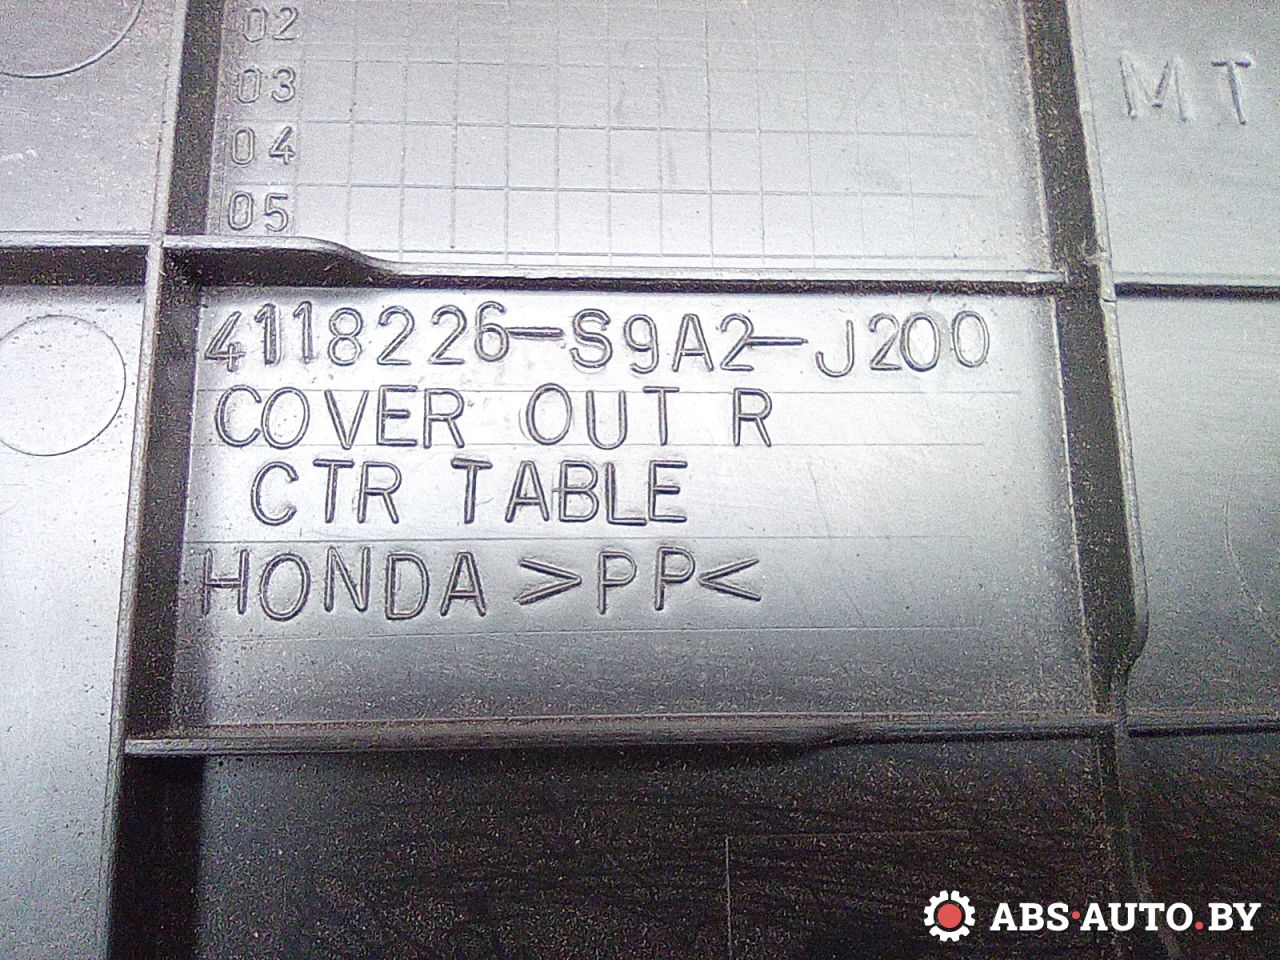 02
03
04
05
MT
4118226-S9A2-J200
COVER OUT R
CTR TABLE
HONDA >PP<
ABS·AUTO.BY